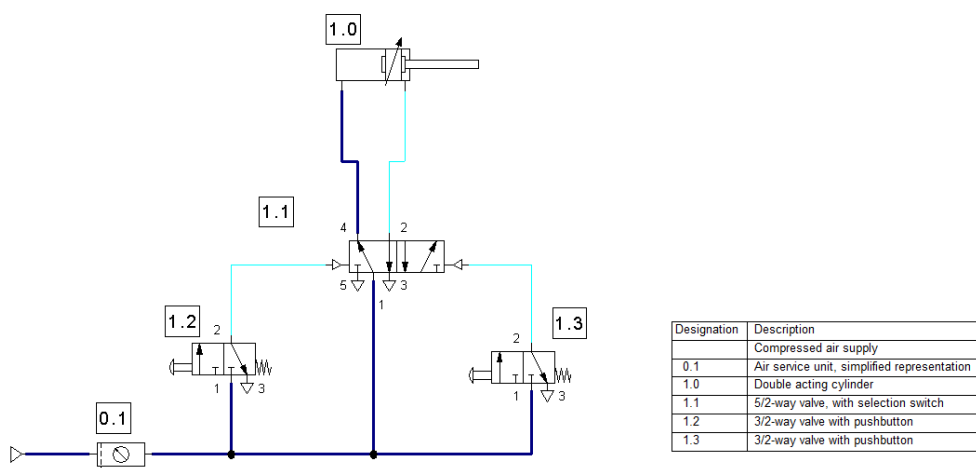 1.0
1.1
4 2
5 3
1
1.2
2
1 3
1.3
2
1 3
0.1
Designation Description
Compressed air supply
0.1 Air service unit, simplified representation
1.0 Double acting cylinder
1.1 5/2-way valve, with selection switch
1.2 3/2-way valve with pushbutton
1.3 3/2-way valve with pushbutton